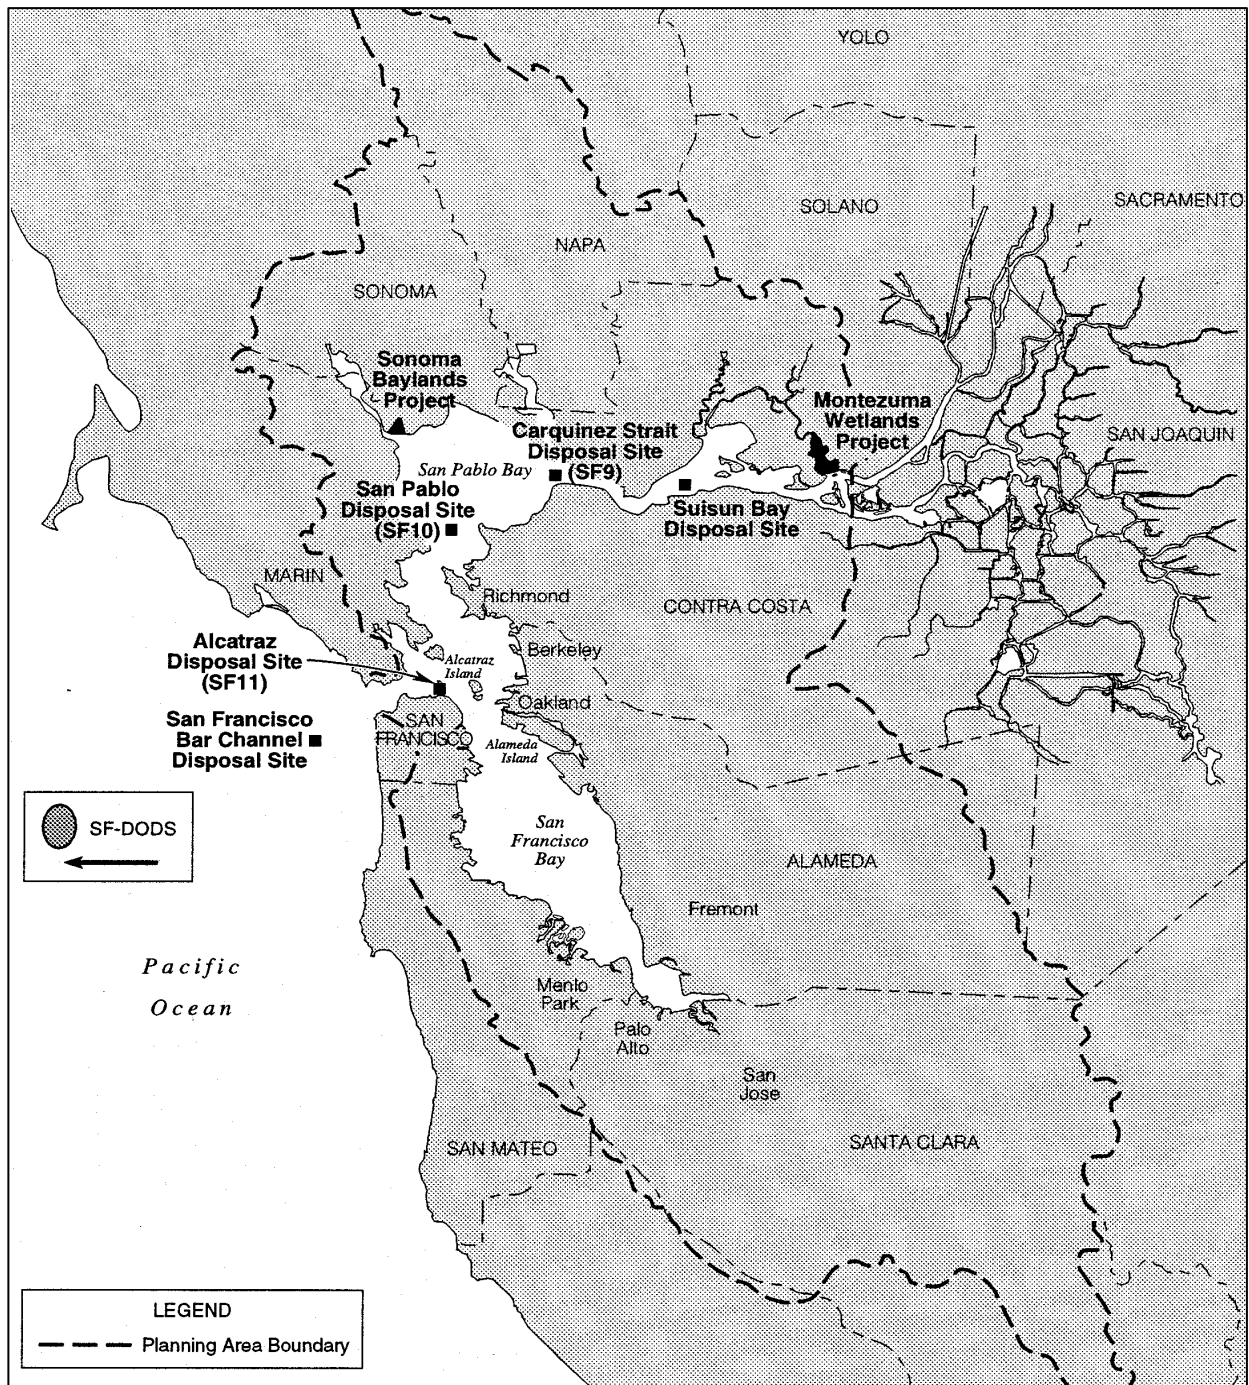 YOLO
SACRAMENTO
SOLANO
NAPA
SONOMA
Sonoma
Baylands
Project
Montezuma
Wetlands
Project
Carquinez Strait
Disposal Site
(SF9)
SAN JOAQUIN
San Pablo Bay
San Pablo
Disposal Site
(SF10)
Suisun Bay
Disposal Site
MARIN
Richmond
CONTRA COSTA
Alcatraz
Disposal Site
(SF11)
Berkeley
Alcatraz
Island
Oakland
San Francisco
Bar Channel
Disposal Site
SAN
FRANCISCO
Alameda
Island
SF-DODS
San
Francisco
Bay
ALAMEDA
Fremont
Pacific
Ocean
Menlo
Park
Palo
Alto
San
Jose
SAN MATEO
SANTA CLARA
LEGEND
Planning Area Boundary